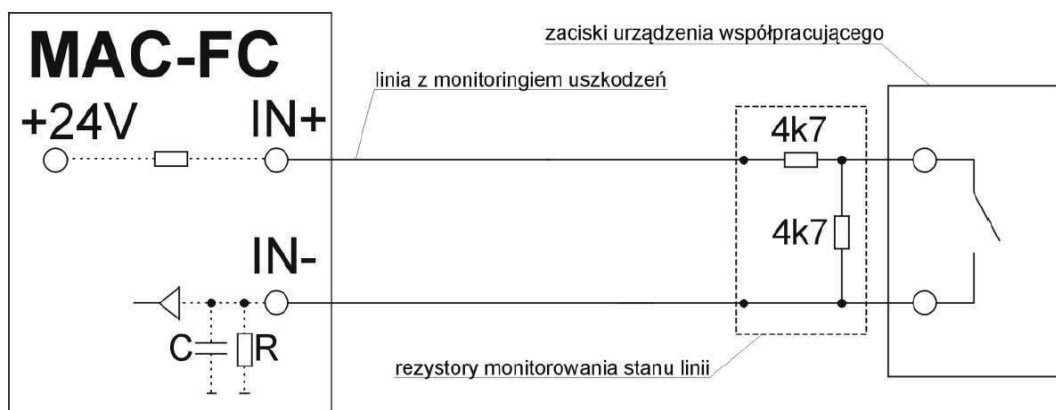 zaciski urządzenia współpracującego
MAC-FC
linia z monitoringiem uszkodzeń
+24V
IN+
4k7
4k7
IN-
C
R
rezystory monitorowania stanu linii